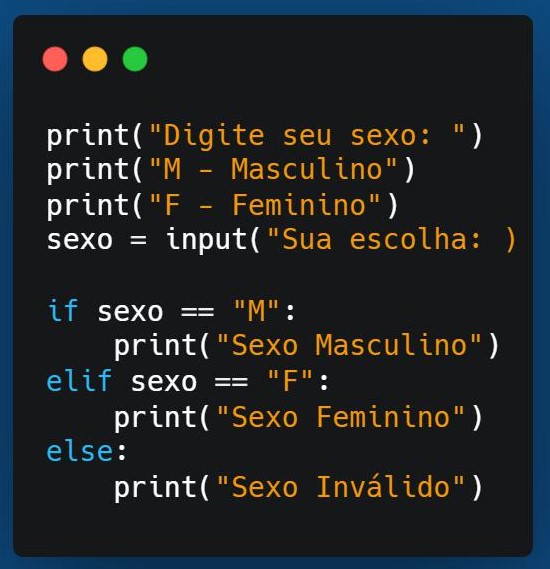 print("Digite seu sexo: ")
print("M - Masculino")
print("F - Feminino")
sexo = input("Sua escolha: )
if sexo == "M":
    print("Sexo Masculino")
elif sexo == "F":
    print("Sexo Feminino")
else:
    print("Sexo Inválido")